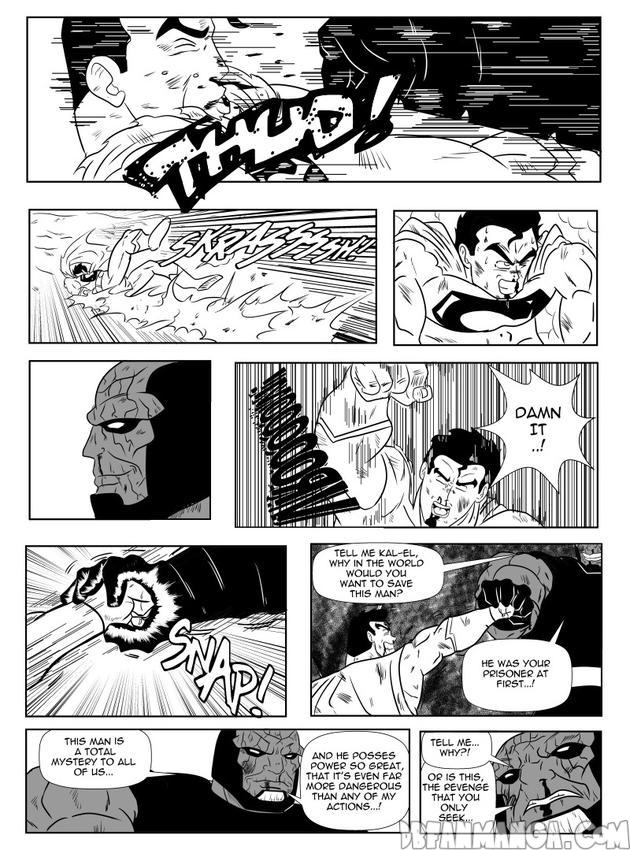 THUD!
SKRASSSSSH!!
DAMN
IT
..!
SNAP!
TELL ME KAL-EL,
WHY IN THE WORLD
WOULD YOU
WANT TO SAVE
THIS MAN?
HE WAS YOUR
PRISONER AT
FIRST...!
THIS MAN IS
A TOTAL
MYSTERY TO ALL
OF US...
AND HE POSSES
POWER SO GREAT,
THAT IT'S EVEN FAR
MORE DANGEROUS
THAN ANY OF MY
ACTIONS...!
TELL ME...
WHY?!
OR IS THIS,
THE REVENGE
THAT YOU
ONLY
SEEK...
DBFANMANGA.COM